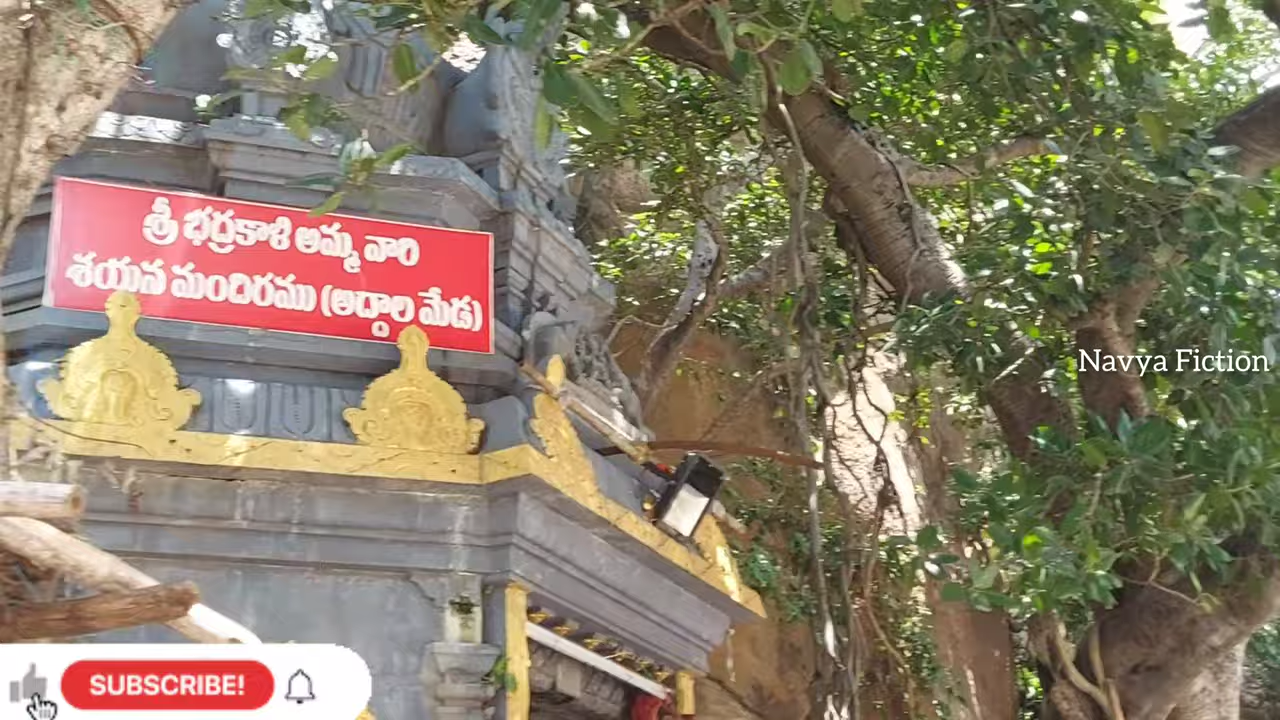 శ్రీ భద్రకాళి అమ్మ వారి
శయన మందిరము (అద్దాల మేడ)
Navya Fiction
SUBSCRIBE!